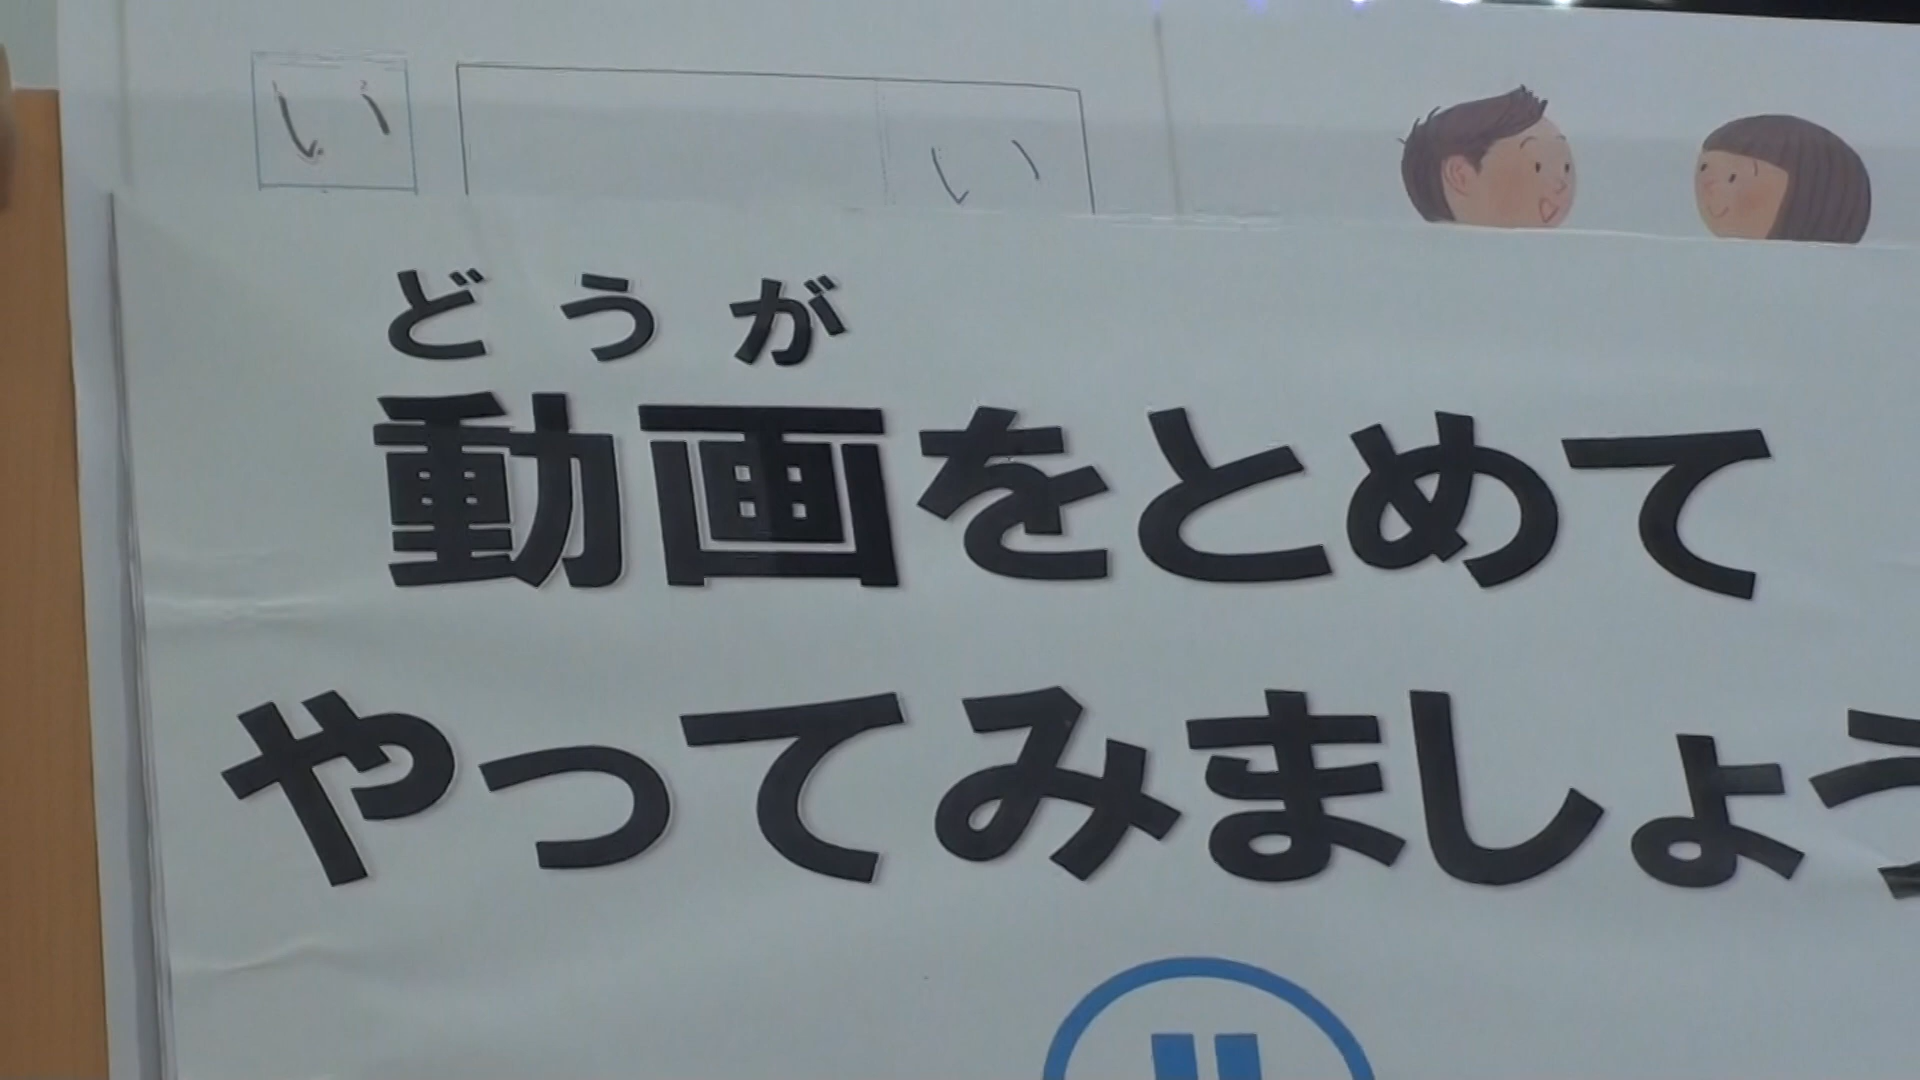 い い
どうが
動画をとめて
やってみましょう